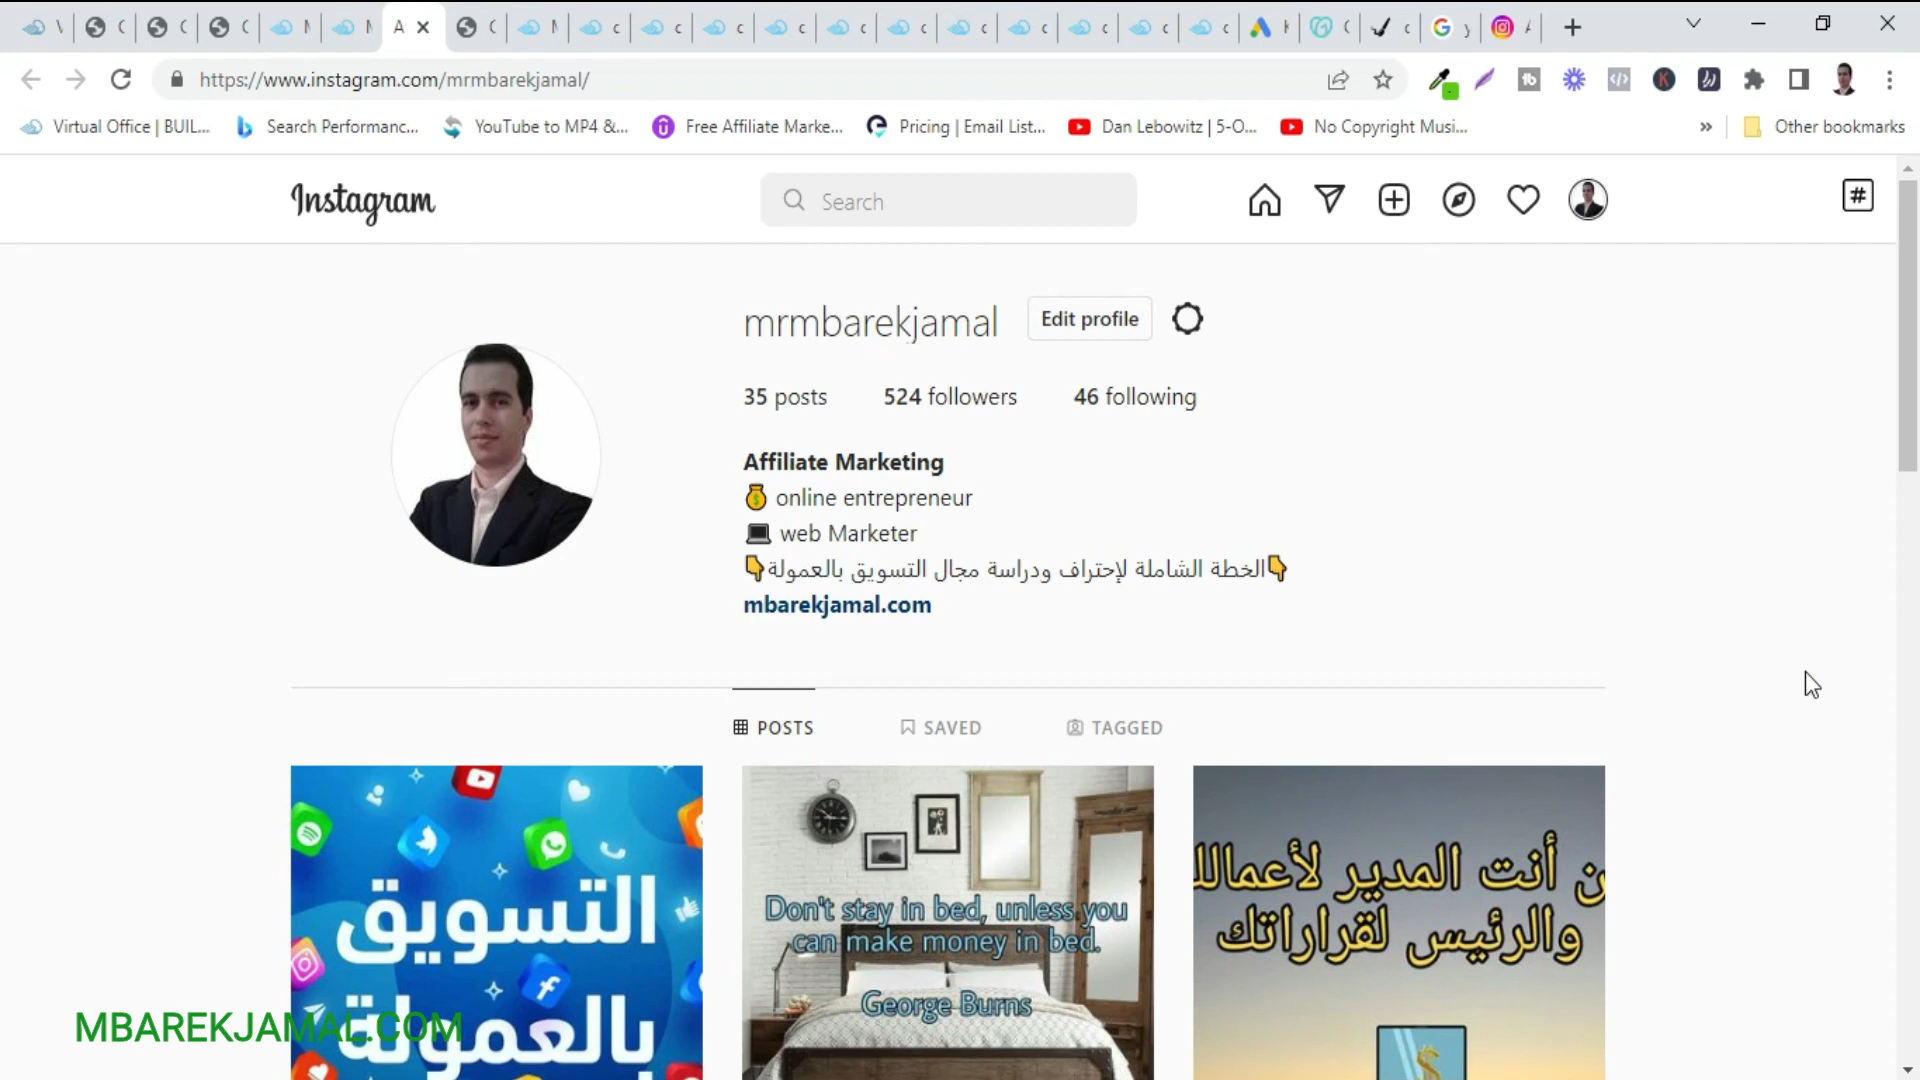 https://www.instagram.com/mrmbarekjamal/
Virtual Office | BUIL...
Search Performanc...
YouTube to MP4 &...
Free Affiliate Marke...
Pricing | Email List...
Dan Lebowitz | 5-O...
No Copyright Musi...
Other bookmarks
Instagram
Search
mrmbarekjamal
Edit profile
35 posts
524 followers
46 following
Affiliate Marketing
💰 online entrepreneur
💻 web Marketer
👇الخطة الشاملة لإحتراف ودراسة مجال التسويق بالعمولة👇
mbarekjamal.com
POSTS
SAVED
TAGGED
التسويق
بالعمولة
Don't stay in bed, unless you
can make money in bed.
George Burns
ن أنت المدير لأعمالك
والرئيس لقراراتك
MBAREKJAMAL.COM